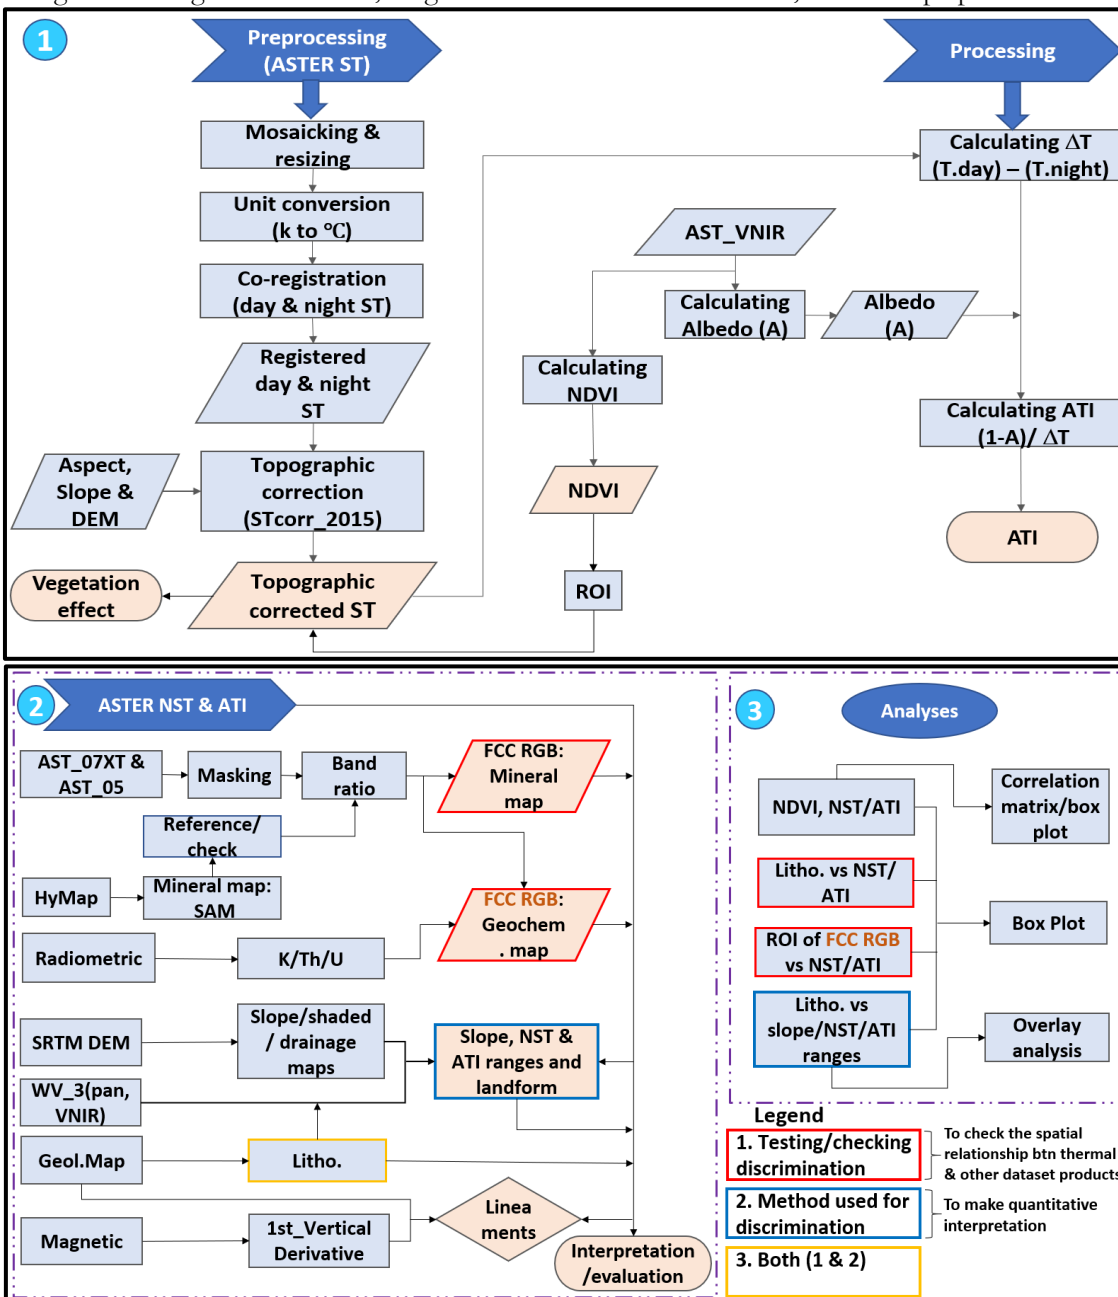 1
Preprocessing
(ASTER ST)
Mosaicking &
resizing
Unit conversion
(k to °C)
Co-registration
(day & night ST)
Registered
day & night
ST
Aspect,
Slope &
DEM
Topographic
correction
(STcorr_2015)
Vegetation
effect
Topographic
corrected ST
AST_VNIR
Calculating
Albedo (A)
Albedo
(A)
Calculating
NDVI
NDVI
ROI
Processing
Calculating ΔT
(T.day) – (T.night)
Calculating ATI
(1-A)/ ΔT
ATI
2
ASTER NST & ATI
AST_07XT &
AST_05
Masking
Band
ratio
FCC RGB:
Mineral
map
Reference/
check
HyMap
Mineral map:
SAM
FCC RGB:
Geochem
. map
Radiometric
K/Th/U
SRTM DEM
Slope/shaded
/ drainage
maps
Slope, NST &
ATI ranges and
landform
WV_3(pan,
VNIR)
Geol.Map
Litho.
Linea
ments
Magnetic
1st_Vertical
Derivative
Interpretation
/evaluation
3
Analyses
NDVI, NST/ATI
Correlation
matrix/box
plot
Litho. vs NST/
ATI
ROI of FCC RGB
vs NST/ATI
Box Plot
Litho. vs
slope/NST/ATI
ranges
Overlay
analysis
Legend
1. Testing/checking
discrimination
To check the spatial
relationship btn thermal
& other dataset products
2. Method used for
discrimination
To make quantitative
interpretation
3. Both (1 & 2)